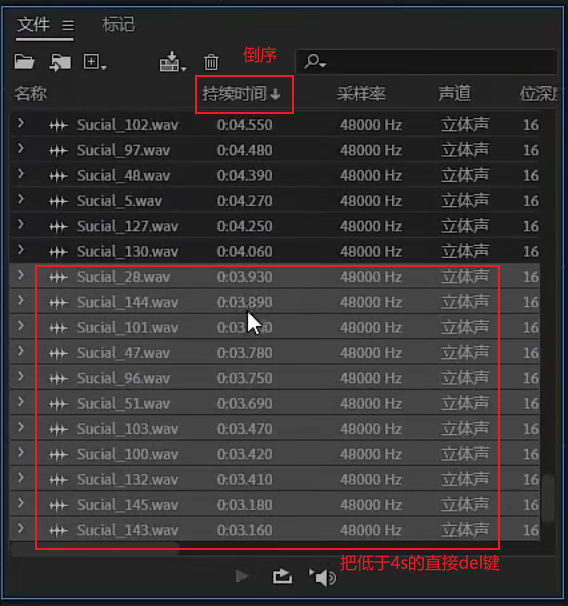 文件 标记
倒序
名称 持续时间 采样率 声道 位深度
Sucial_102.wav 0:04.550 48000 Hz 立体声 16
Sucial_97.wav 0:04.480 48000 Hz 立体声 16
Sucial_48.wav 0:04.390 48000 Hz 立体声 16
Sucial_5.wav 0:04.270 48000 Hz 立体声 16
Sucial_127.wav 0:04.250 48000 Hz 立体声 16
Sucial_130.wav 0:04.060 48000 Hz 立体声 16
Sucial_28.wav 0:03.930 48000 Hz 立体声 16
Sucial_144.wav 0:03.890 48000 Hz 立体声 16
Sucial_101.wav 48000 Hz 立体声 16
Sucial_47.wav 0:03.780 48000 Hz 立体声 16
Sucial_96.wav 0:03.750 48000 Hz 立体声 16
Sucial_51.wav 0:03.690 48000 Hz 立体声 16
Sucial_103.wav 0:03.470 48000 Hz 立体声 16
Sucial_100.wav 0:03.420 48000 Hz 立体声 16
Sucial_132.wav 0:03.410 48000 Hz 立体声 16
Sucial_145.wav 0:03.180 48000 Hz 立体声 16
Sucial_143.wav 0:03.160 48000 Hz 立体声 16
把低于4s的直接del键